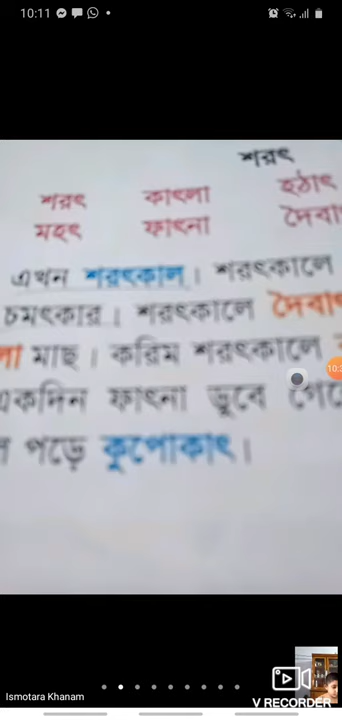 10:11
শরৎ
শরৎ কাৎলা হঠাৎ
মহৎ ফাৎনা
এখন শরৎকাল। শরৎকালে
চমৎকার। শরৎকালে
মাছ। করিম শরৎকালে
একদিন ফাৎনা ডুবে
পড়ে কুপোকাৎ।
Ismotara Khanam
V RECORDER